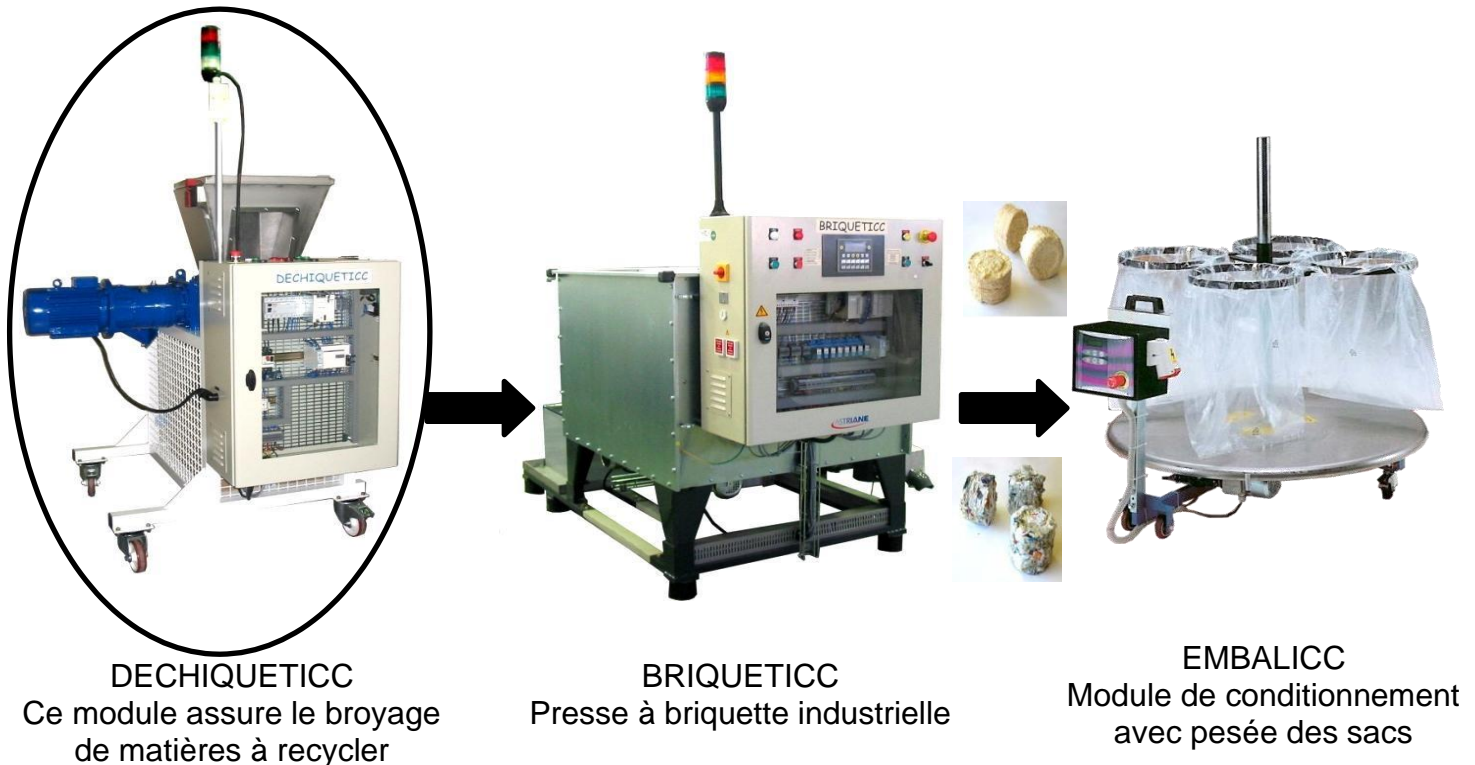 DECHIQUETICC
BRIQUETICC
DECHIQUETICC
Ce module assure le broyage
de matières à recycler
BRIQUETICC
Presse à briquette industrielle
EMBALICC
Module de conditionnement
avec pesée des sacs